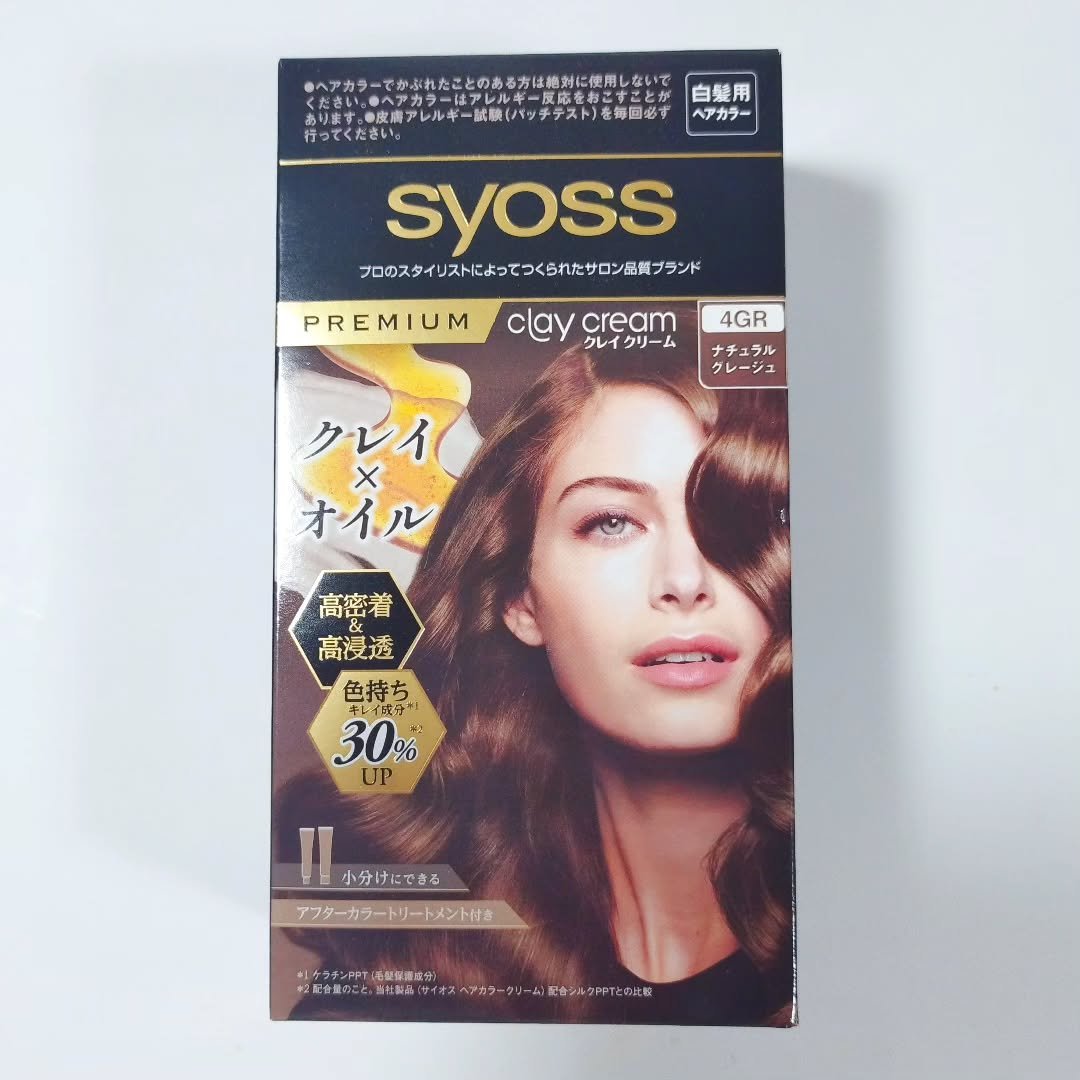 ●ヘアカラーでかぶれたことのある方は絶対に使用しないで
ください。●ヘアカラーはアレルギー反応をおこすことが
あります。●皮膚アレルギー試験(パッチテスト)を毎回必ず
行ってください。
白髪用
ヘアカラー
syoss
プロのスタイリストによってつくられたサロン品質ブランド
PREMIUM
clay cream
クレイ クリーム
4GR
ナチュラル
グレージュ
クレイ
×
オイル
高密着
&
高浸透
色持ち
キレイ成分*1
30%*2
UP
小分けにできる
アフターカラートリートメント付き
*1 ケラチンPPT(毛髪保護成分)
*2 配合量のこと。当社製品(サイオス ヘアカラークリーム)配合シルクPPTとの比較